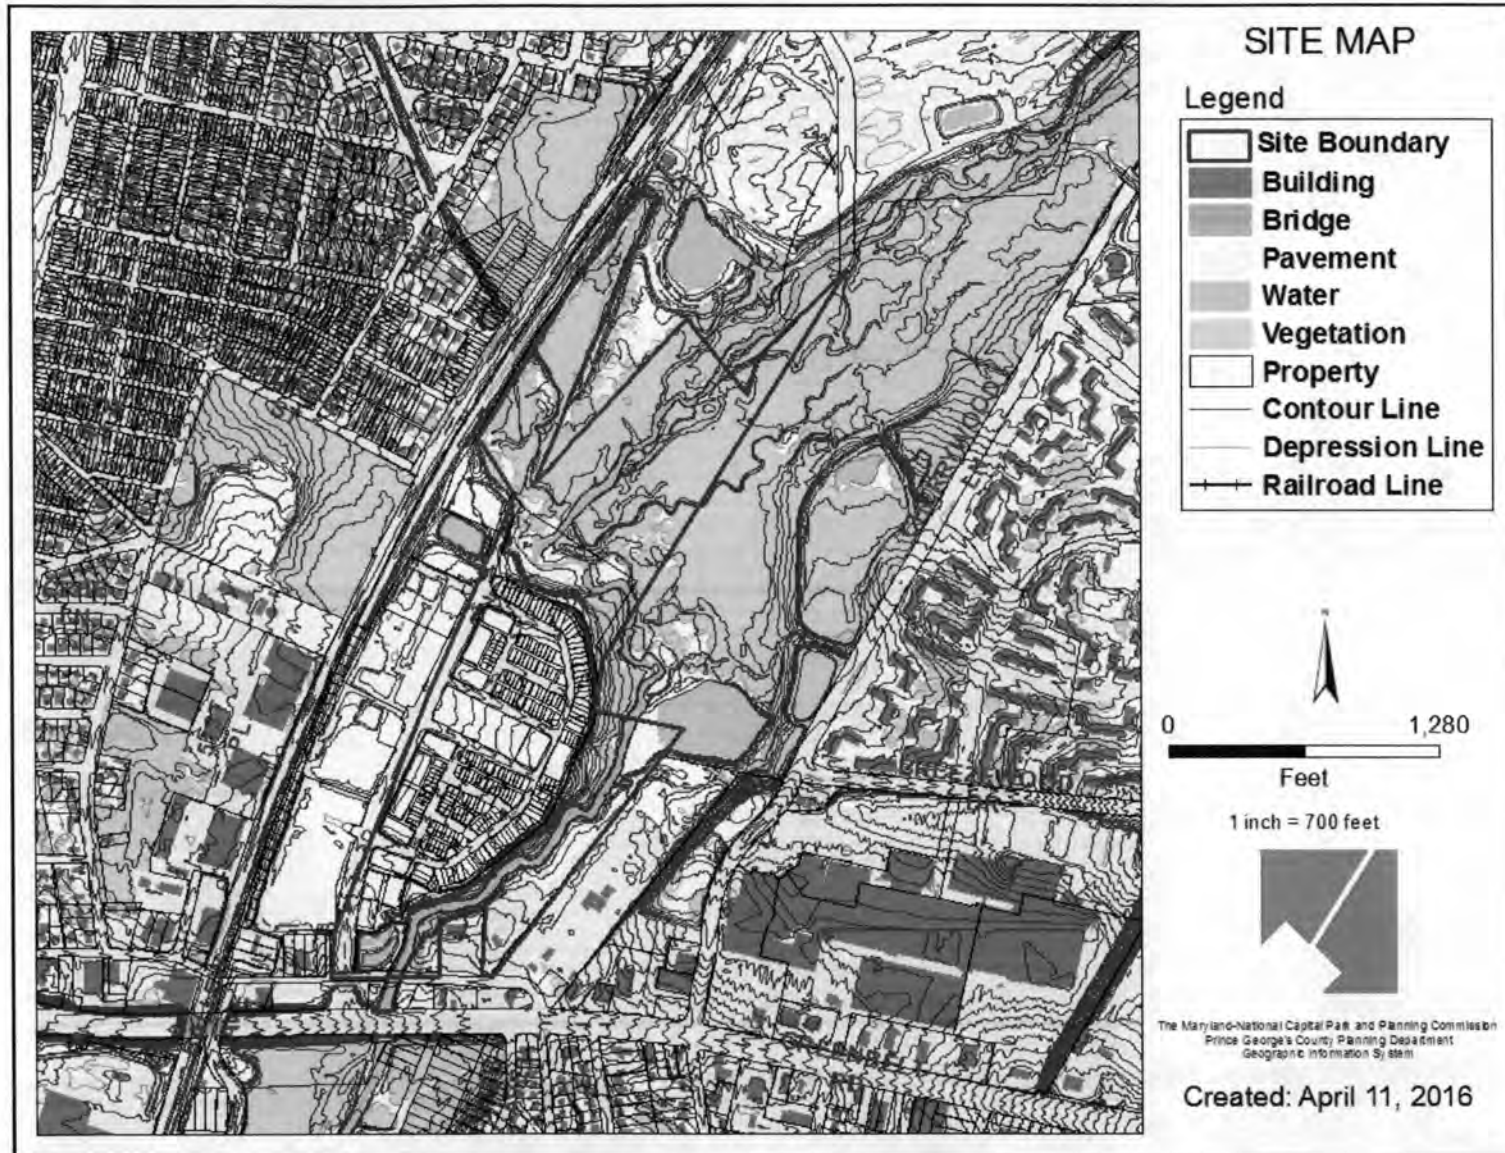 SITE MAP
Legend
Site Boundary
Building
Bridge
Pavement
Water
Vegetation
Property
Contour Line
Depression Line
Railroad Line
N
0 1,280
Feet
1 inch = 700 feet
The Maryland-National Capital Park and Planning Commission
Prince George's County Planning Department
Geographic Information System
Created: April 11, 2016
PL